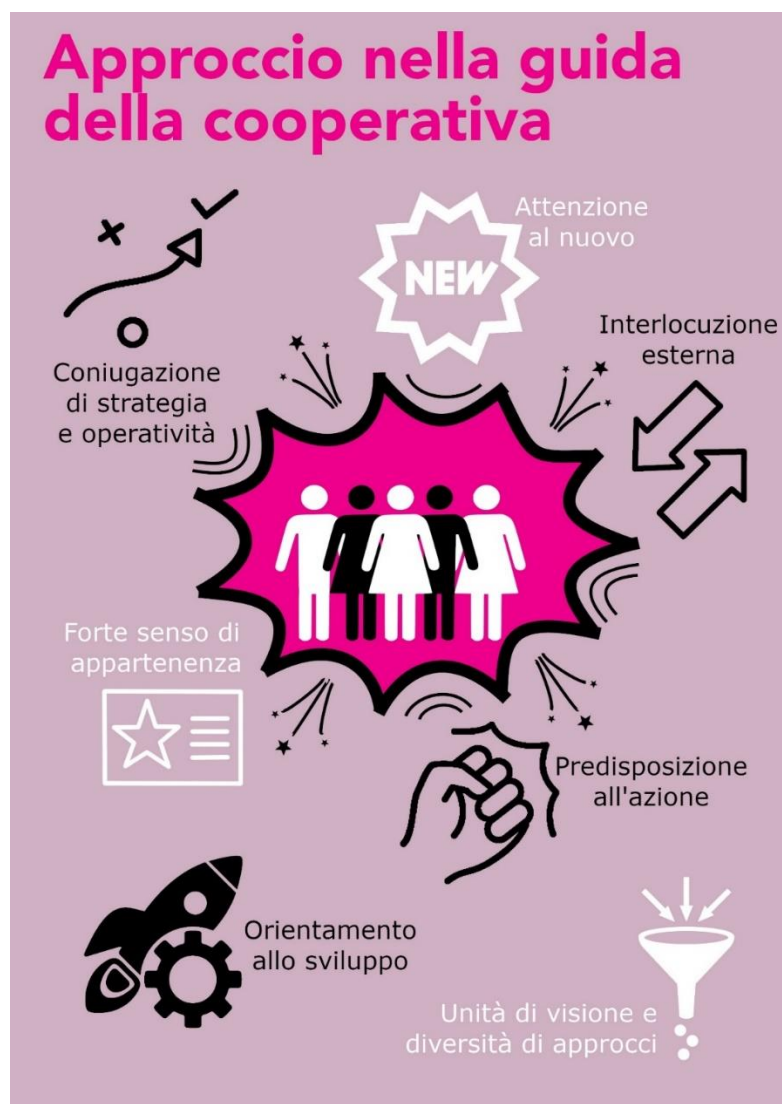 Approccio nella guida
della cooperativa
Attenzione
al nuovo
NEW
Interlocuzione
esterna
Coniugazione
di strategia
e operatività
Forte senso di
appartenenza
Predisposizione
all'azione
Orientamento
allo sviluppo
Unità di visione e
diversità di approcci